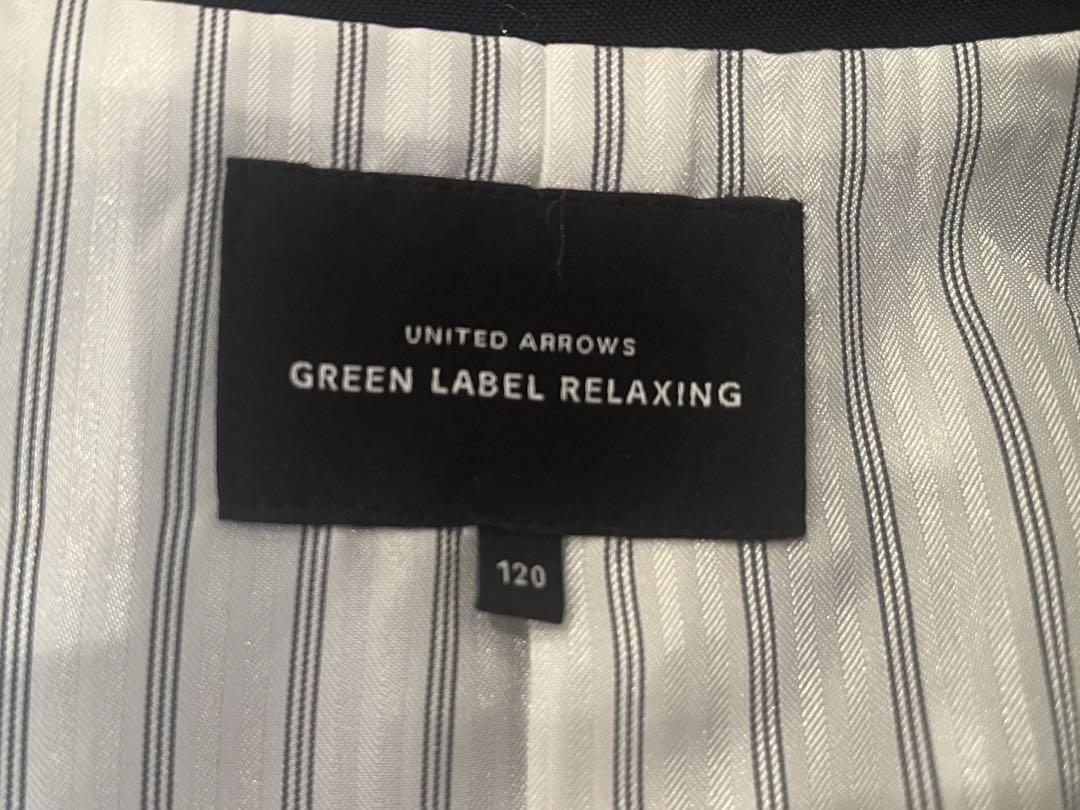 UNITED ARROWS
GREEN LABEL RELAXING
120